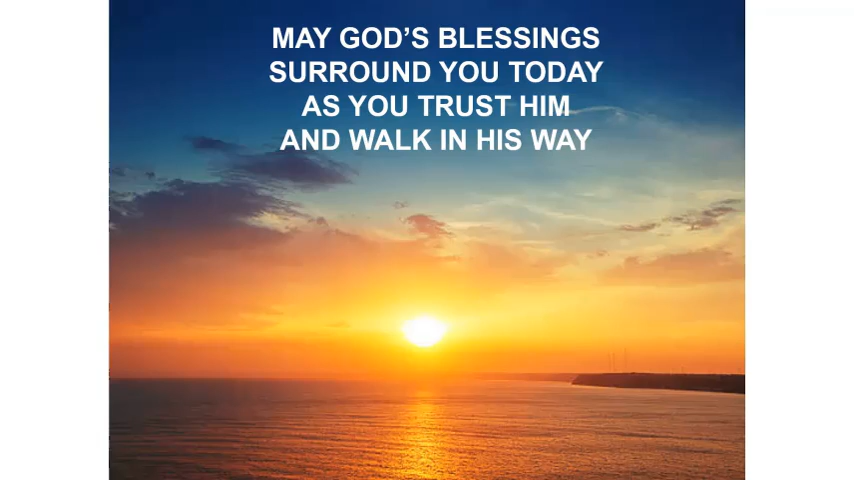 MAY GOD’S BLESSINGS
SURROUND YOU TODAY
AS YOU TRUST HIM
AND WALK IN HIS WAY